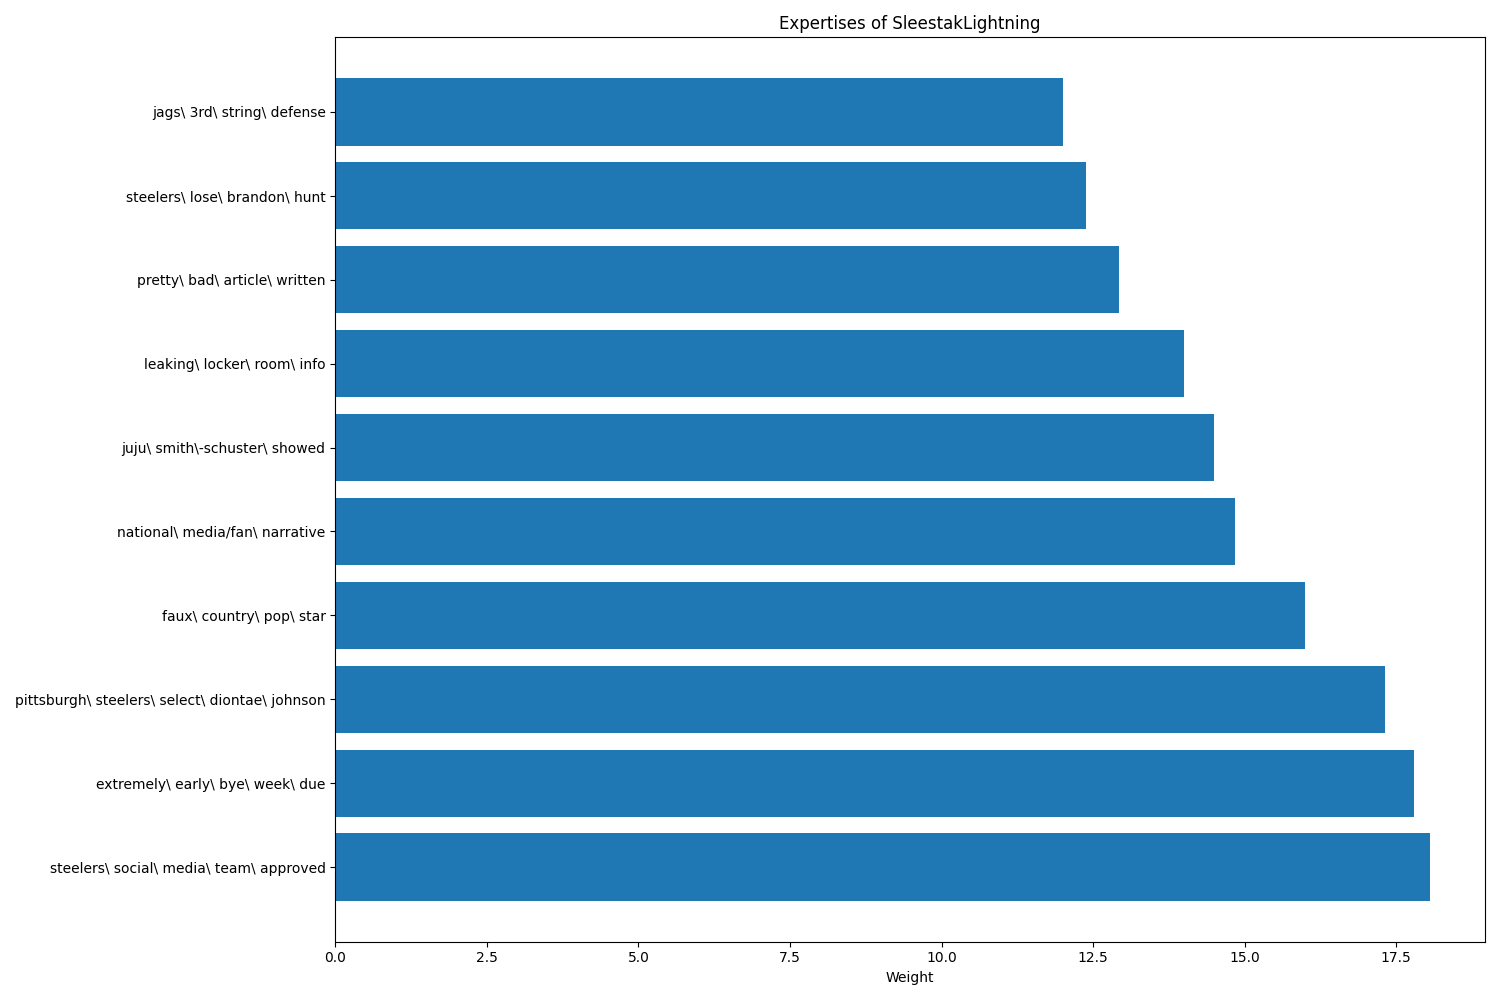 Expertises of SleestakLightning
jags\ 3rd\ string\ defense
steelers\ lose\ brandon\ hunt
pretty\ bad\ article\ written
leaking\ locker\ room\ info
juju\ smith\-schuster\ showed
national\ media/fan\ narrative
faux\ country\ pop\ star
pittsburgh\ steelers\ select\ diontae\ johnson
extremely\ early\ bye\ week\ due
steelers\ social\ media\ team\ approved
0.0 2.5 5.0 7.5 10.0 12.5 15.0 17.5
Weight